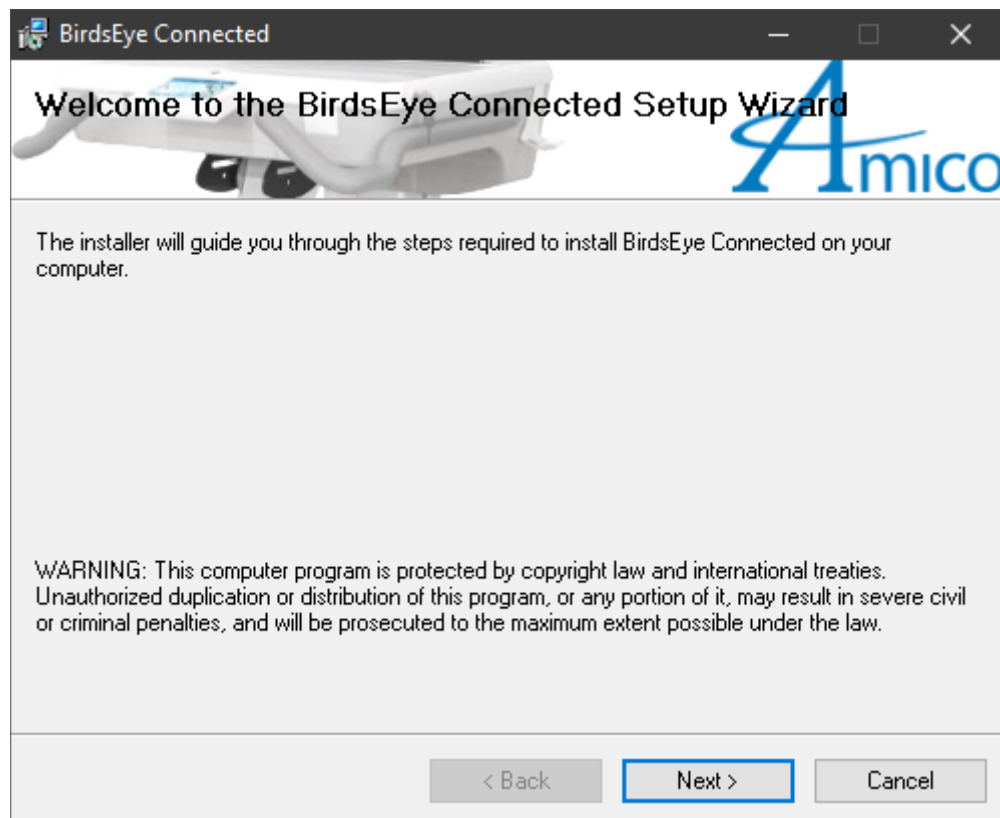 BirdsEye Connected
Welcome to the BirdsEye Connected Setup Wizard
Amico
The installer will guide you through the steps required to install BirdsEye Connected on your
computer.
WARNING: This computer program is protected by copyright law and international treaties.
Unauthorized duplication or distribution of this program, or any portion of it, may result in severe civil
or criminal penalties, and will be prosecuted to the maximum extent possible under the law.
< Back Next > Cancel